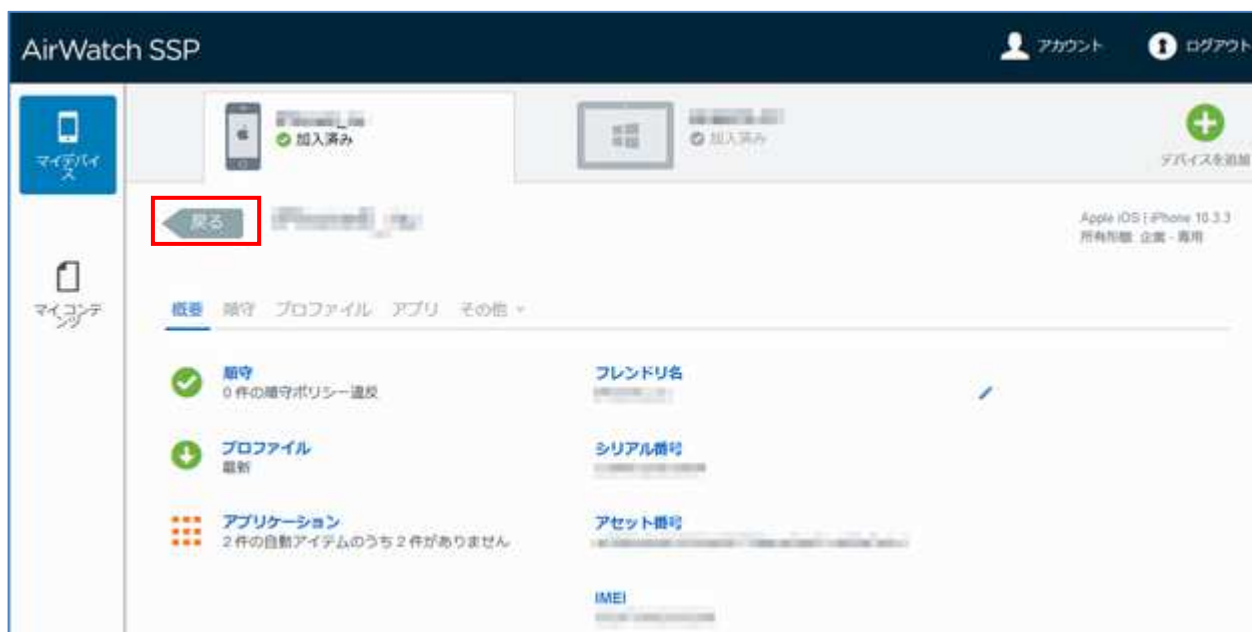 AirWatch SSP
アカウント
ログアウト
マイデバイ
ス
加入済み
加入済み
デバイスを追加
戻る
Apple iOS | iPhone 10.3.3
所有形態: 企業 - 専用
マイコンテ
ンツ
概要 順守 プロファイル アプリ その他
順守
0 件の順守ポリシー違反
フレンドリ名
プロファイル
最新
シリアル番号
アプリケーション
2 件の自動アイテムのうち 2 件がありません
アセット番号
IMEI